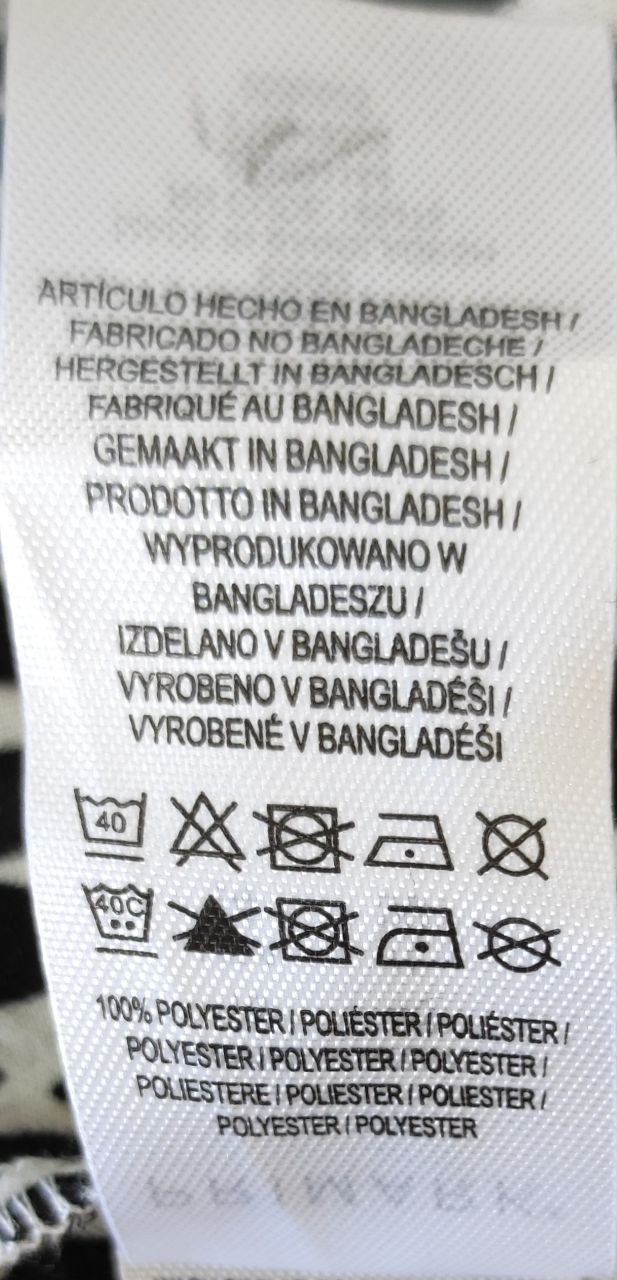 ARTÍCULO HECHO EN BANGLADESH /
FABRICADO NO BANGLADECHE /
HERGESTELLT IN BANGLADESCH /
FABRIQUÉ AU BANGLADESH /
GEMAAKT IN BANGLADESH /
PRODOTTO IN BANGLADESH /
WYPRODUKOWANO W
BANGLADESZU /
IZDELANO V BANGLADEŠU /
VYROBENO V BANGLADÉŠI /
VYROBENÉ V BANGLADÉŠI
40
40C
100% POLYESTER / POLIÉSTER / POLIÉSTER /
POLYESTER / POLYESTER / POLYESTER /
POLIESTERE / POLIESTER / POLIESTER /
POLYESTER / POLYESTER
PRIMARK